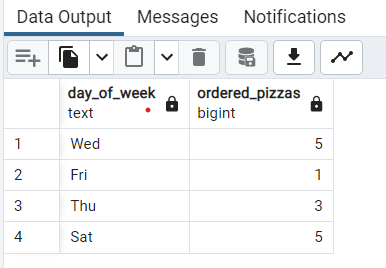 Data Output Messages Notifications
day_of_week ordered_pizzas
text bigint
1 Wed 5
2 Fri 1
3 Thu 3
4 Sat 5